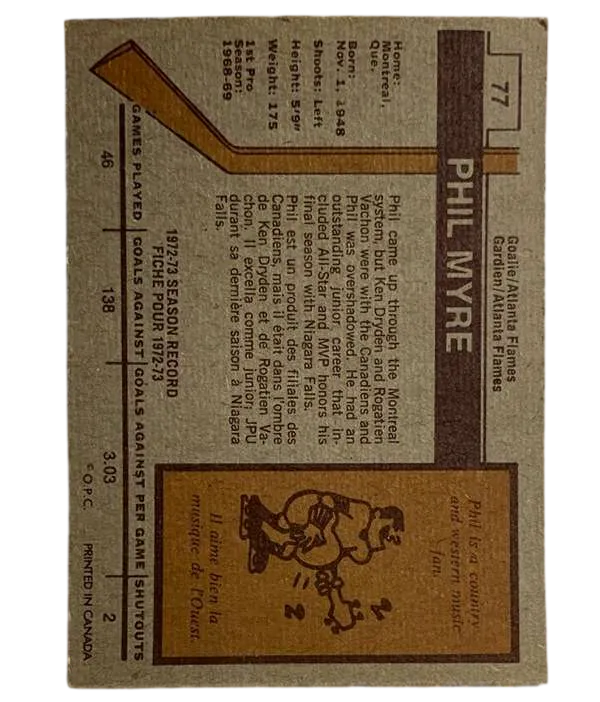 77
PHIL MYRE
Goalie/Atlanta Flames
Gardien/Atlanta Flames
Home:
Montreal,
Que.
Born:
Nov. 1, 1948
Shoots: Left
Height: 5'9"
Weight: 175
1st Pro
Season:
1968-69
Phil came up through the Montreal
system, but Ken Dryden and Rogatien
Vachon were with the Canadiens and
Phil was overshadowed. He had an
outstanding junior career that in-
cluded All-Star and MVP honors his
final season with Niagara Falls.
Phil est un produit des filiales des
Canadiens, mais il était dans l'ombre
de Ken Dryden et de Rogatien Va-
chon. Il excella comme junior; JPU
durant sa dernière saison à Niagara
Falls.
Phil is a country
and western music
fan.
Il aime bien la
musique de l'Ouest.
1972-73 SEASON RECORD
FICHE POUR 1972-73
GAMES PLAYED GOALS AGAINST GOALS AGAINST PER GAME SHUTOUTS
46 138 3.03 2
© O.P.C. PRINTED IN CANADA